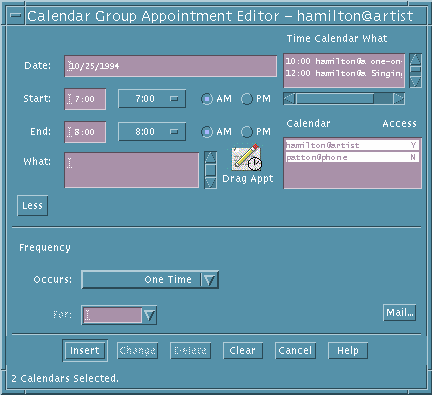 Calendar Group Appointment Editor – hamilton@artist
Time Calendar What
Date: 10/25/1994
10:00 hamilton@a one-on
12:00 hamilton@a Singin
Start: 7:00 7:00 AM PM
End: 8:00 8:00 AM PM
Calendar Access
hamilton@artist Y
patton@phone N
What:
Drag Appt
Less
Frequency
Occurs: One Time
For:
Mail...
Insert Change Delete Clear Cancel Help
2 Calendars Selected.